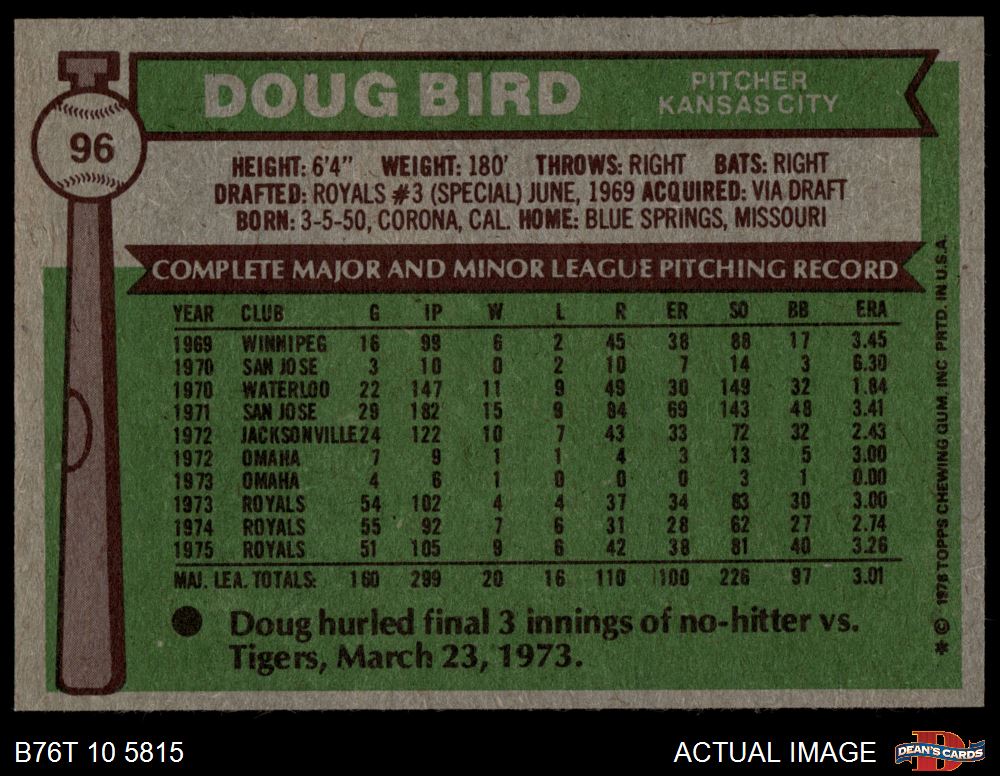 DOUG BIRD
PITCHER
KANSAS CITY
96
HEIGHT: 6'4" WEIGHT: 180' THROWS: RIGHT BATS: RIGHT
DRAFTED: ROYALS #3 (SPECIAL) JUNE, 1969 ACQUIRED: VIA DRAFT
BORN: 3-5-50, CORONA, CAL. HOME: BLUE SPRINGS, MISSOURI
COMPLETE MAJOR AND MINOR LEAGUE PITCHING RECORD
YEAR CLUB G IP W L R ER SO BB ERA
1969 WINNIPEG 16 99 6 2 45 38 88 17 3.45
1970 SAN JOSE 3 10 0 2 10 7 14 3 6.30
1970 WATERLOO 22 147 11 9 49 30 149 32 1.84
1971 SAN JOSE 29 182 15 9 84 69 143 48 3.41
1972 JACKSONVILLE 24 122 10 7 43 33 72 32 2.43
1972 OMAHA 7 9 1 1 4 3 13 5 3.00
1973 OMAHA 4 6 1 0 0 0 3 1 0.00
1973 ROYALS 54 102 4 4 37 34 83 30 3.00
1974 ROYALS 55 92 7 6 31 28 62 27 2.74
1975 ROYALS 51 105 9 6 42 38 81 40 3.26
MAJ. LEA. TOTALS: 160 299 20 16 110 100 226 97 3.01
● Doug hurled final 3 innings of no-hitter vs.
Tigers, March 23, 1973.
* © 1976 TOPPS CHEWING GUM, INC PRTD. IN U.S.A.
B76T 10 5815
ACTUAL IMAGE
DEAN'S CARDS